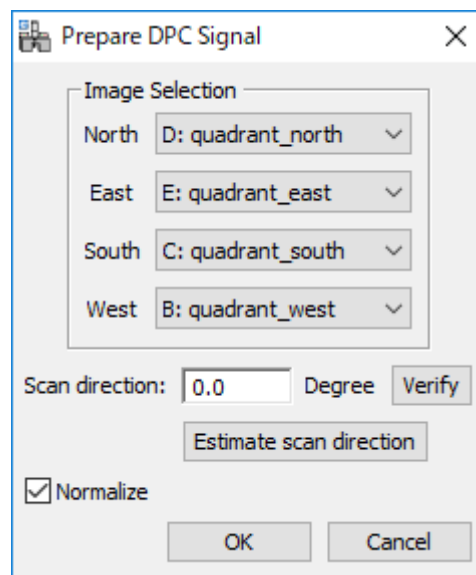 Prepare DPC Signal
Image Selection
North D: quadrant_north
East E: quadrant_east
South C: quadrant_south
West B: quadrant_west
Scan direction: 0.0 Degree Verify
Estimate scan direction
Normalize
OK Cancel